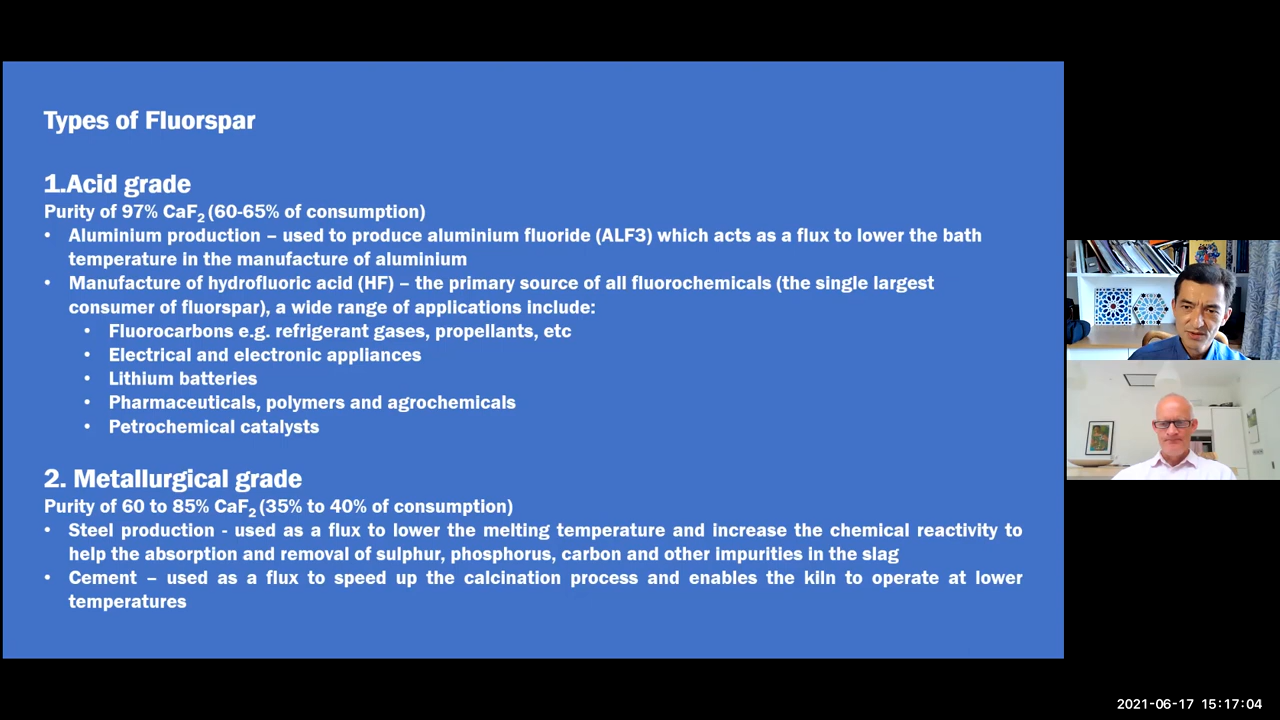 Types of Fluorspar
1.Acid grade
Purity of 97% CaF2 (60-65% of consumption)
• Aluminium production – used to produce aluminium fluoride (ALF3) which acts as a flux to lower the bath
temperature in the manufacture of aluminium
• Manufacture of hydrofluoric acid (HF) – the primary source of all fluorochemicals (the single largest
consumer of fluorspar), a wide range of applications include:
• Fluorocarbons e.g. refrigerant gases, propellants, etc
• Electrical and electronic appliances
• Lithium batteries
• Pharmaceuticals, polymers and agrochemicals
• Petrochemical catalysts
2. Metallurgical grade
Purity of 60 to 85% CaF2 (35% to 40% of consumption)
• Steel production - used as a flux to lower the melting temperature and increase the chemical reactivity to
help the absorption and removal of sulphur, phosphorus, carbon and other impurities in the slag
• Cement – used as a flux to speed up the calcination process and enables the kiln to operate at lower
temperatures
2021-06-17 15:17:04